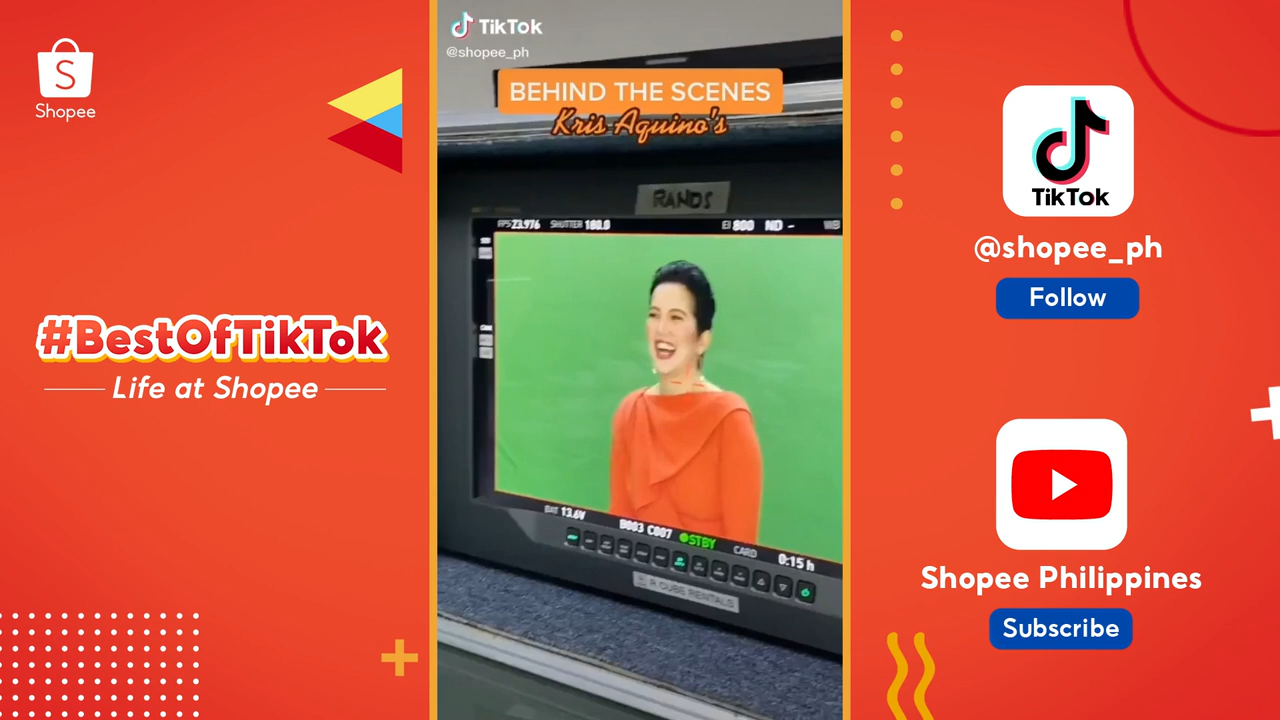 S
Shopee
#BestOfTikTok
Life at Shopee
TikTok
@shopee_ph
BEHIND THE SCENES
Kris Aquino's
RANDS
FPS 23.976 SHUTTER 180.0 EI 800 ND - WB
BAT 13.6V B003 C007 STBY CARD 0:15 h
R CUBE RENTALS
TikTok
@shopee_ph
Follow
Shopee Philippines
Subscribe